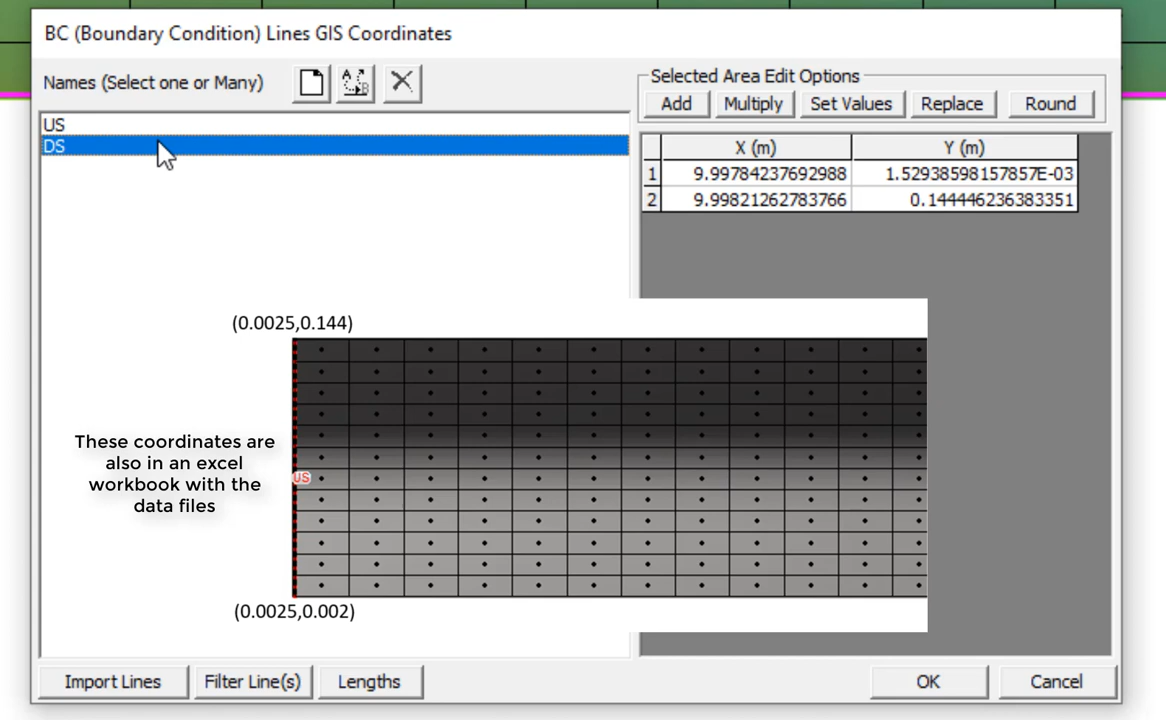 BC (Boundary Condition) Lines GIS Coordinates
Names (Select one or Many)
Selected Area Edit Options
Add Multiply Set Values Replace Round
US
DS
X (m) Y (m)
1 9.99784237692988 1.52938598157857E-03
2 9.99821262783766 0.144446236383351
(0.0025,0.144)
These coordinates are
also in an excel
workbook with the
data files
US
(0.0025,0.002)
Import Lines Filter Line(s) Lengths OK Cancel